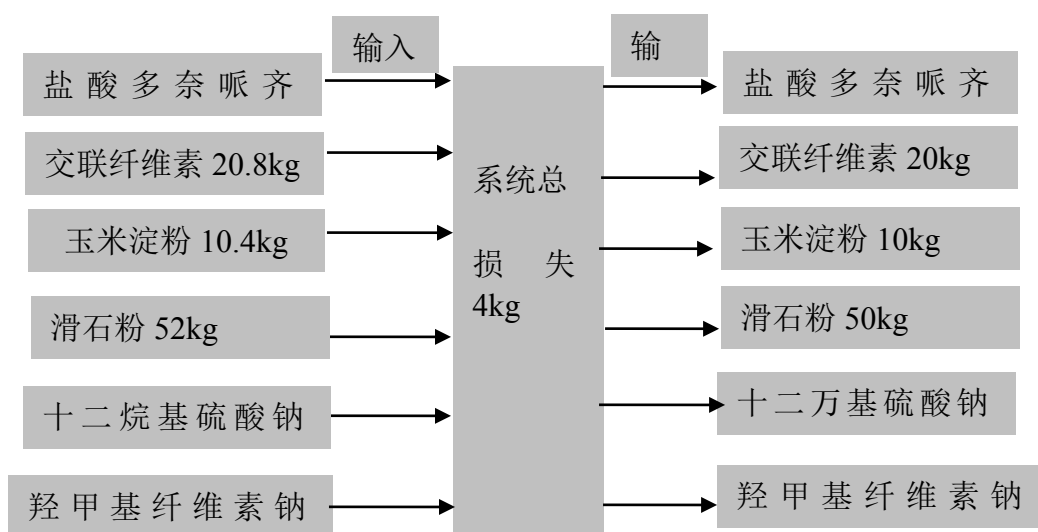 输入
输
盐酸多奈哌齐
交联纤维素 20.8kg
玉米淀粉 10.4kg
滑石粉 52kg
十二烷基硫酸钠
羟甲基纤维素钠
系统总
损失
4kg
盐酸多奈哌齐
交联纤维素 20kg
玉米淀粉 10kg
滑石粉 50kg
十二万基硫酸钠
羟甲基纤维素钠